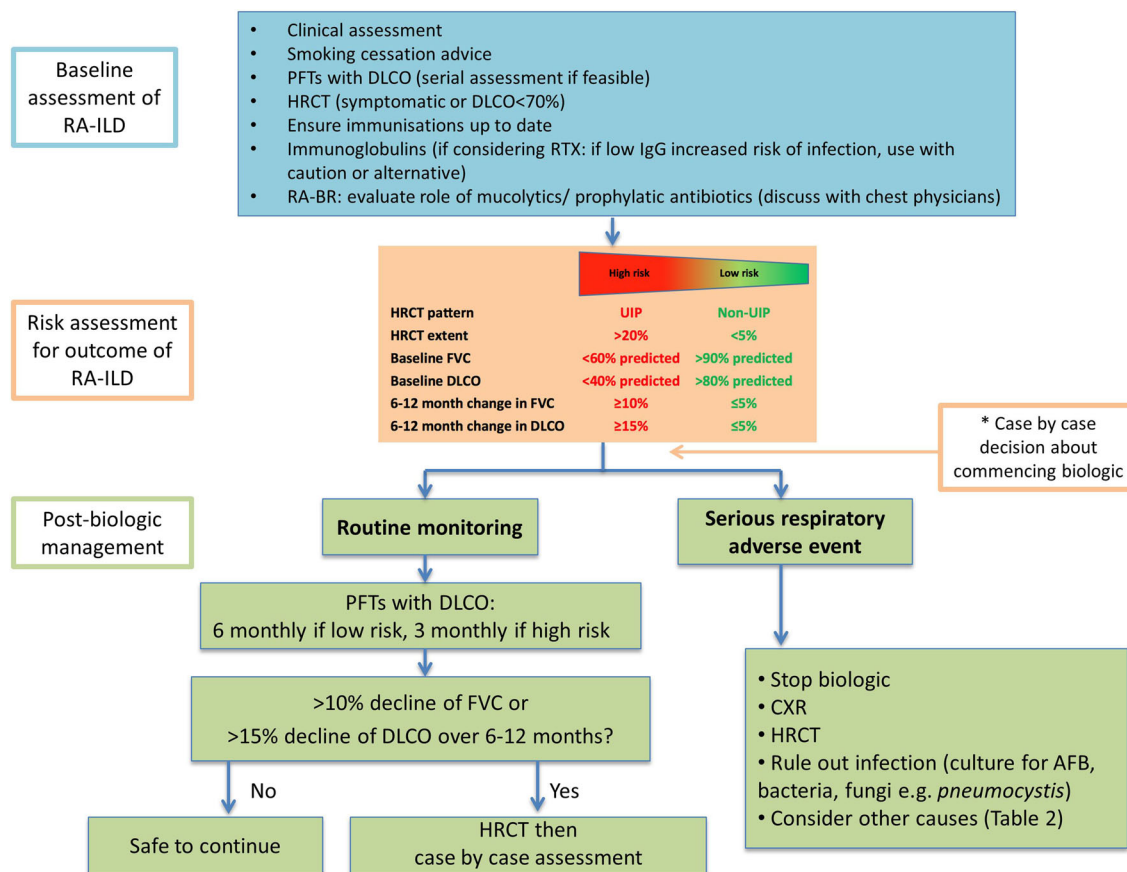 Baseline
assessment of
RA-ILD
• Clinical assessment
• Smoking cessation advice
• PFTs with DLCO (serial assessment if feasible)
• HRCT (symptomatic or DLCO<70%)
• Ensure immunisations up to date
• Immunoglobulins (if considering RTX: if low IgG increased risk of infection, use with
caution or alternative)
• RA-BR: evaluate role of mucolytics/ prophylatic antibiotics (discuss with chest physicians)
Risk assessment
for outcome of
RA-ILD
High risk Low risk
HRCT pattern UIP Non-UIP
HRCT extent >20% <5%
Baseline FVC <60% predicted >90% predicted
Baseline DLCO <40% predicted >80% predicted
6-12 month change in FVC ≥10% ≤5%
6-12 month change in DLCO ≥15% ≤5%
* Case by case
decision about
commencing biologic
Post-biologic
management
Routine monitoring
Serious respiratory
adverse event
PFTs with DLCO:
6 monthly if low risk, 3 monthly if high risk
>10% decline of FVC or
>15% decline of DLCO over 6-12 months?
No
Yes
Safe to continue
HRCT then
case by case assessment
• Stop biologic
• CXR
• HRCT
• Rule out infection (culture for AFB,
bacteria, fungi e.g. pneumocystis)
• Consider other causes (Table 2)